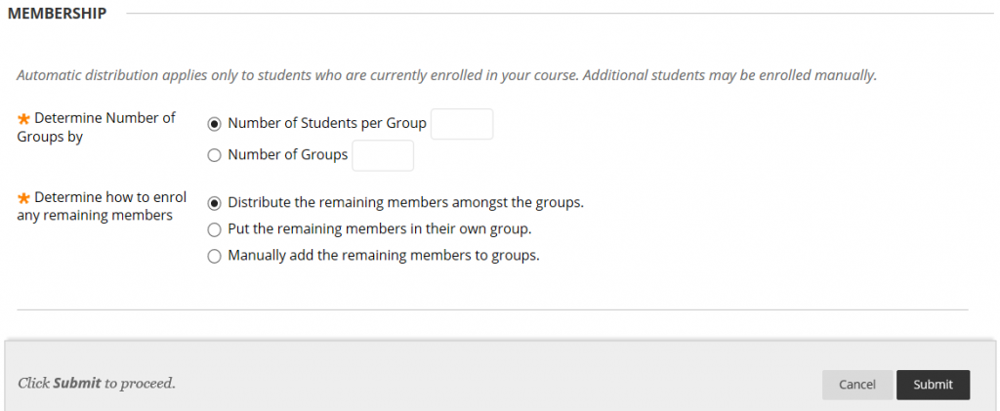 MEMBERSHIP
Automatic distribution applies only to students who are currently enrolled in your course. Additional students may be enrolled manually.
* Determine Number of
Groups by
Number of Students per Group
Number of Groups
* Determine how to enrol
any remaining members
Distribute the remaining members amongst the groups.
Put the remaining members in their own group.
Manually add the remaining members to groups.
Click Submit to proceed.
Cancel
Submit